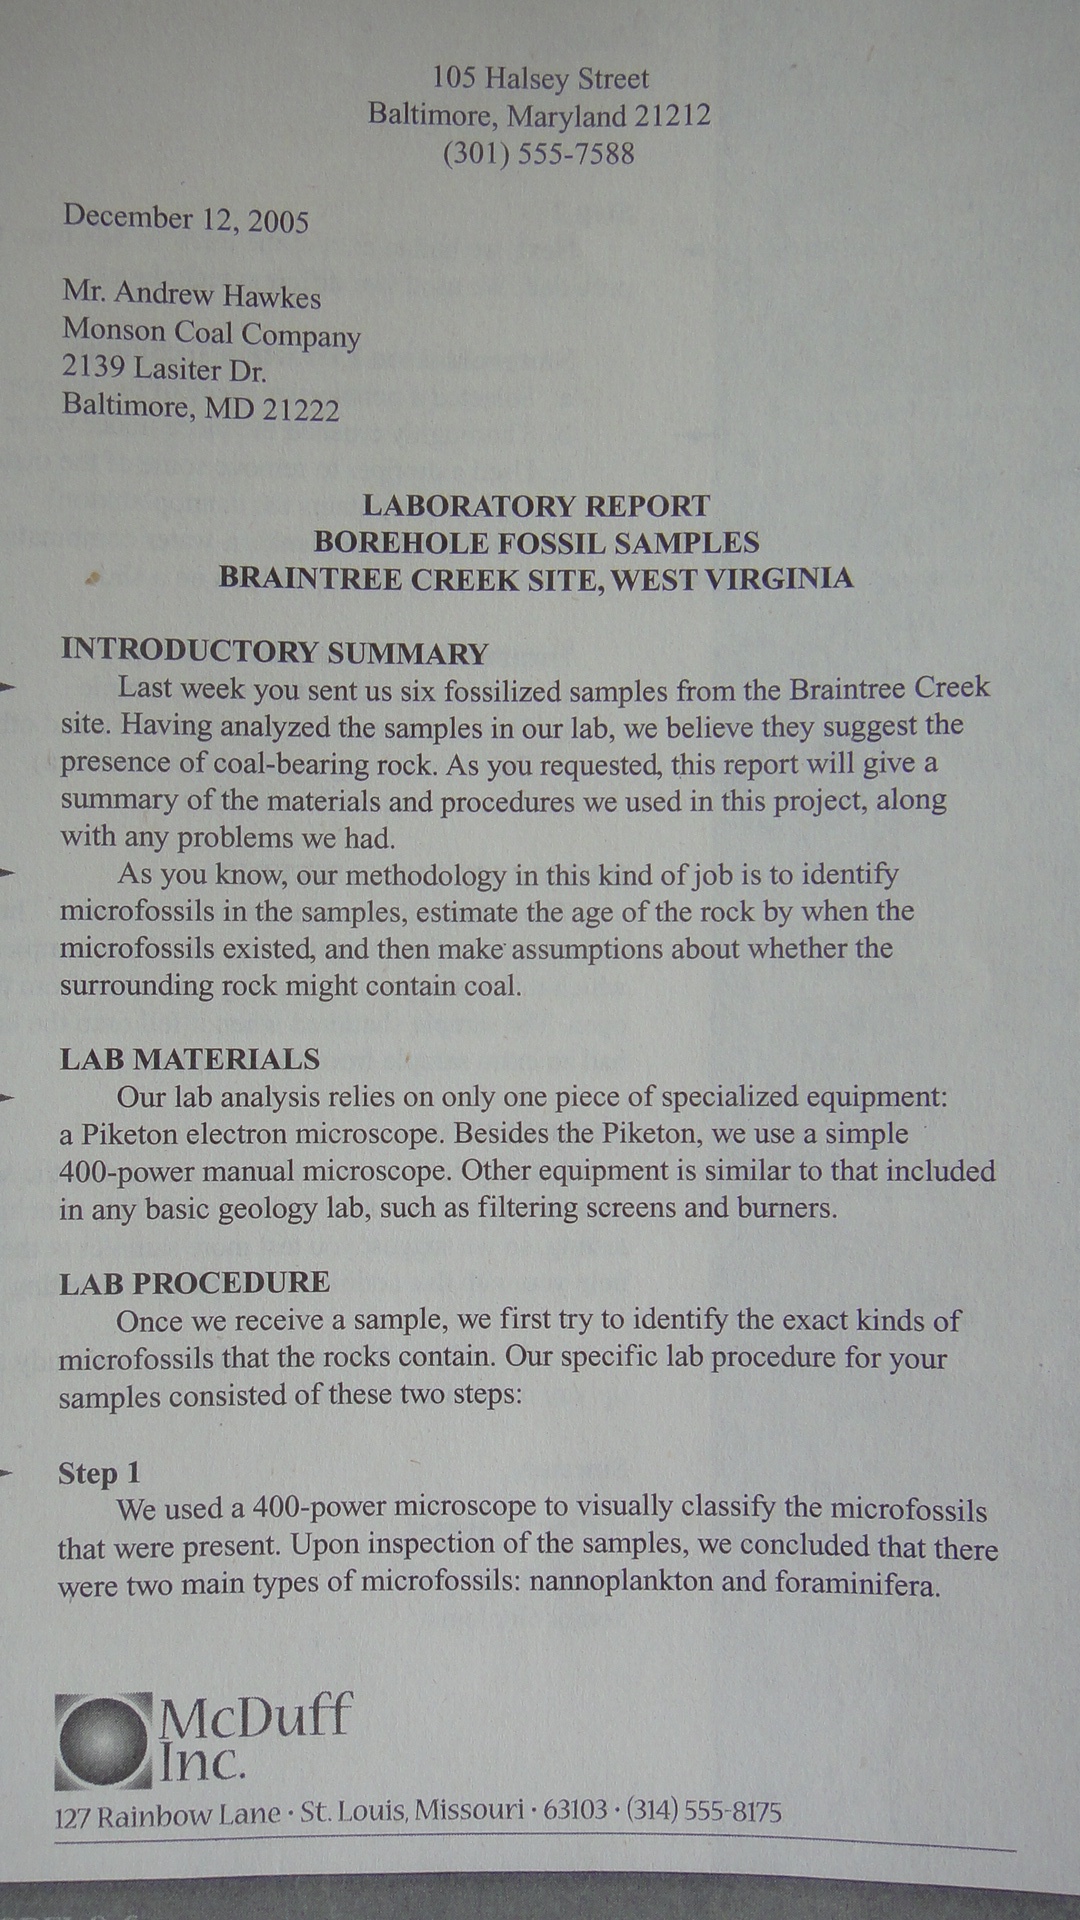 105 Halsey Street
Baltimore, Maryland 21212
(301) 555-7588
December 12, 2005
Mr. Andrew Hawkes
Monson Coal Company
2139 Lasiter Dr.
Baltimore, MD 21222
LABORATORY REPORT
BOREHOLE FOSSIL SAMPLES
BRAINTREE CREEK SITE, WEST VIRGINIA
INTRODUCTORY SUMMARY
Last week you sent us six fossilized samples from the Braintree Creek
site. Having analyzed the samples in our lab, we believe they suggest the
presence of coal-bearing rock. As you requested, this report will give a
summary of the materials and procedures we used in this project, along
with any problems we had.
As you know, our methodology in this kind of job is to identify
microfossils in the samples, estimate the age of the rock by when the
microfossils existed, and then make assumptions about whether the
surrounding rock might contain coal.
LAB MATERIALS
Our lab analysis relies on only one piece of specialized equipment:
a Piketon electron microscope. Besides the Piketon, we use a simple
400-power manual microscope. Other equipment is similar to that included
in any basic geology lab, such as filtering screens and burners.
LAB PROCEDURE
Once we receive a sample, we first try to identify the exact kinds of
microfossils that the rocks contain. Our specific lab procedure for your
samples consisted of these two steps:
Step 1
We used a 400-power microscope to visually classify the microfossils
that were present. Upon inspection of the samples, we concluded that there
were two main types of microfossils: nannoplankton and foraminifera.
McDuff
Inc.
127 Rainbow Lane · St. Louis, Missouri · 63103 · (314) 555-8175